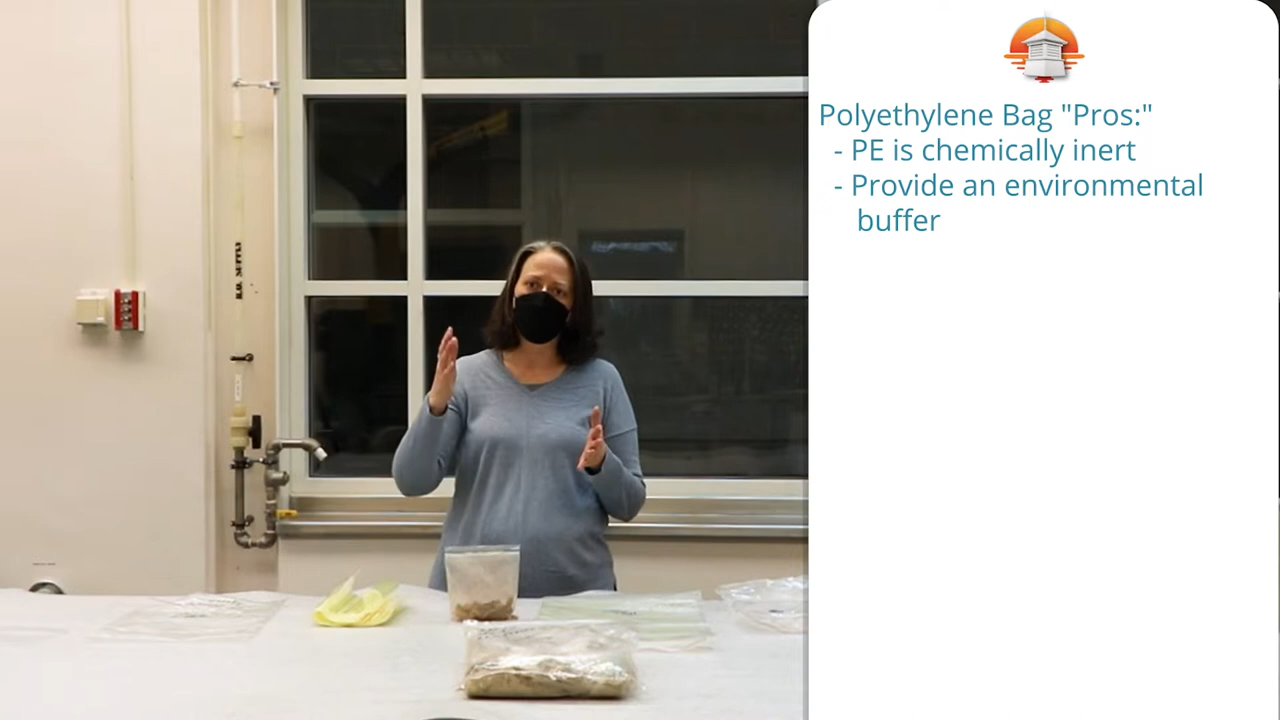 Polyethylene Bag "Pros:"
- PE is chemically inert
- Provide an environmental
buffer